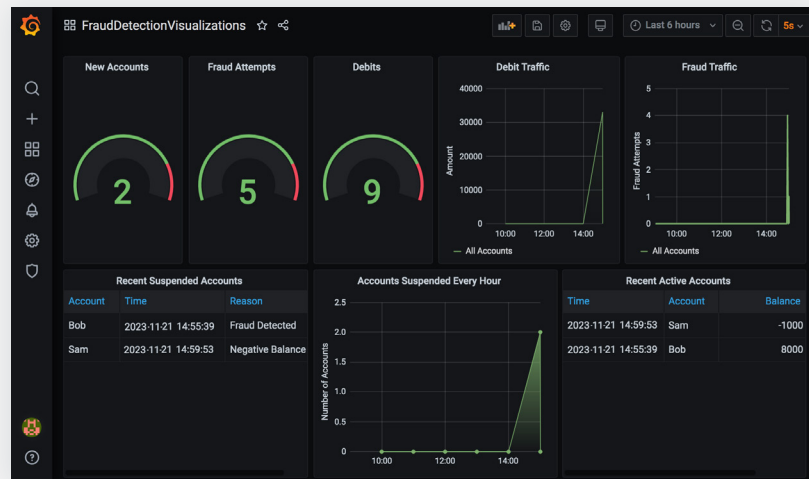 FraudDetectionVisualizations
Last 6 hours
5s
New Accounts
2
Fraud Attempts
5
Debits
9
Debit Traffic
Amount
40000
30000
20000
10000
0
10:00 12:00 14:00
All Accounts
Fraud Traffic
Fraud Attempts
5
4
3
2
1
0
10:00 12:00 14:00
All Accounts
Recent Suspended Accounts
Account Time Reason
Bob 2023-11-21 14:55:39 Fraud Detected
Sam 2023-11-21 14:59:53 Negative Balance
Accounts Suspended Every Hour
Number of Accounts
2.5
2.0
1.5
1.0
0.5
0
10:00 12:00 14:00
Recent Active Accounts
Time Account Balance
2023-11-21 14:59:53 Sam -1000
2023-11-21 14:55:39 Bob 8000